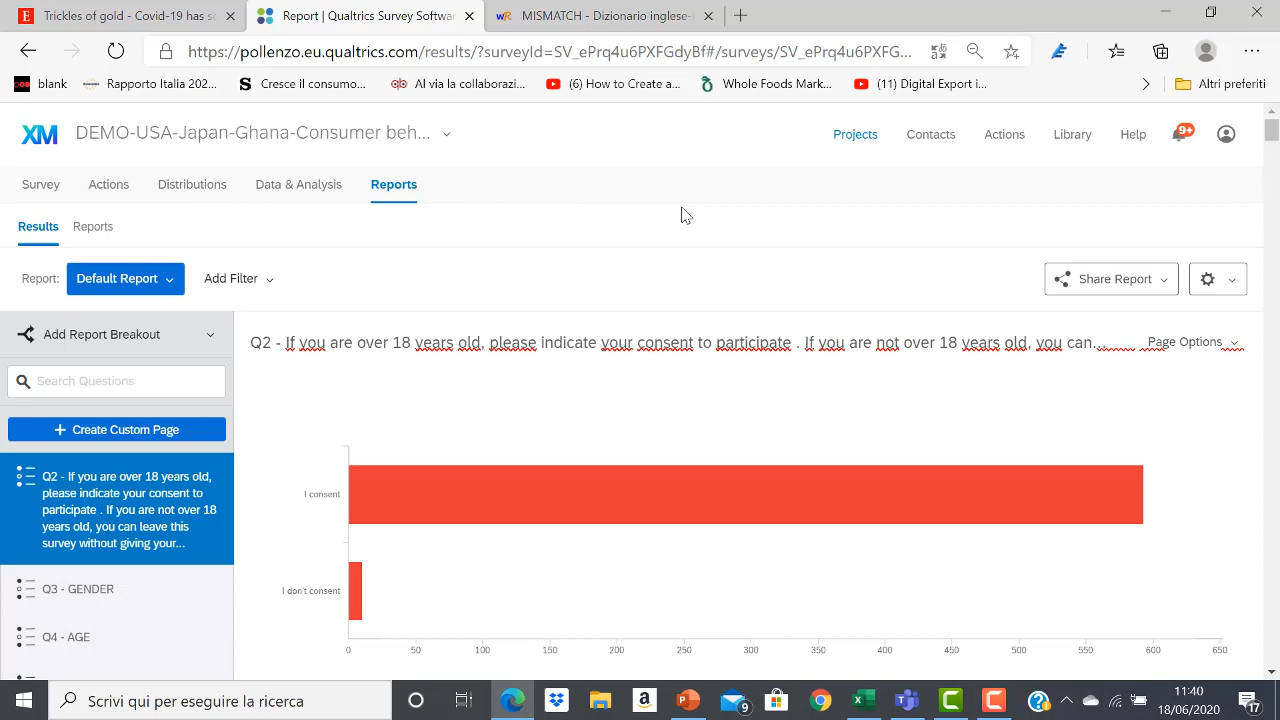 Trickles of gold | Covid-19 has s
Report | Survey Survey Softwar
MISMATCH - Dizionario inglese-i
https://pollenzo.eu.qualtrics.com/results/?surveyId=SV_ePrq4u6PXFGdyBf#/surveys/SV_ePrq4u6PXFG...
blank
Rapporto Italia 202...
Cresce il consumo...
Al via la collaborazi...
(6) How to Create a...
Whole Foods Mark...
(11) Digital Export i...
Altri preferiti
XM
DEMO-USA-Japan-Ghana-Consumer beh...
Projects
Contacts
Actions
Library
Help
9+
Survey
Actions
Distributions
Data & Analysis
Reports
Results
Reports
Report:
Default Report
Add Filter
Share Report
Add Report Breakout
Search Questions
Create Custom Page
Q2 - If you are over 18 years old,
please indicate your consent to
participate . If you are not over 18
years old, you can leave this
survey without giving your...
Q3 - GENDER
Q4 - AGE
Q2 - If you are over 18 years old, please indicate your consent to participate . If you are not over 18 years old, you can...
Page Options
I consent
I don't consent
0 50 100 150 200 250 300 350 400 450 500 550 600 650
Scrivi qui per eseguire la ricerca
9
11:40
18/06/2020
17